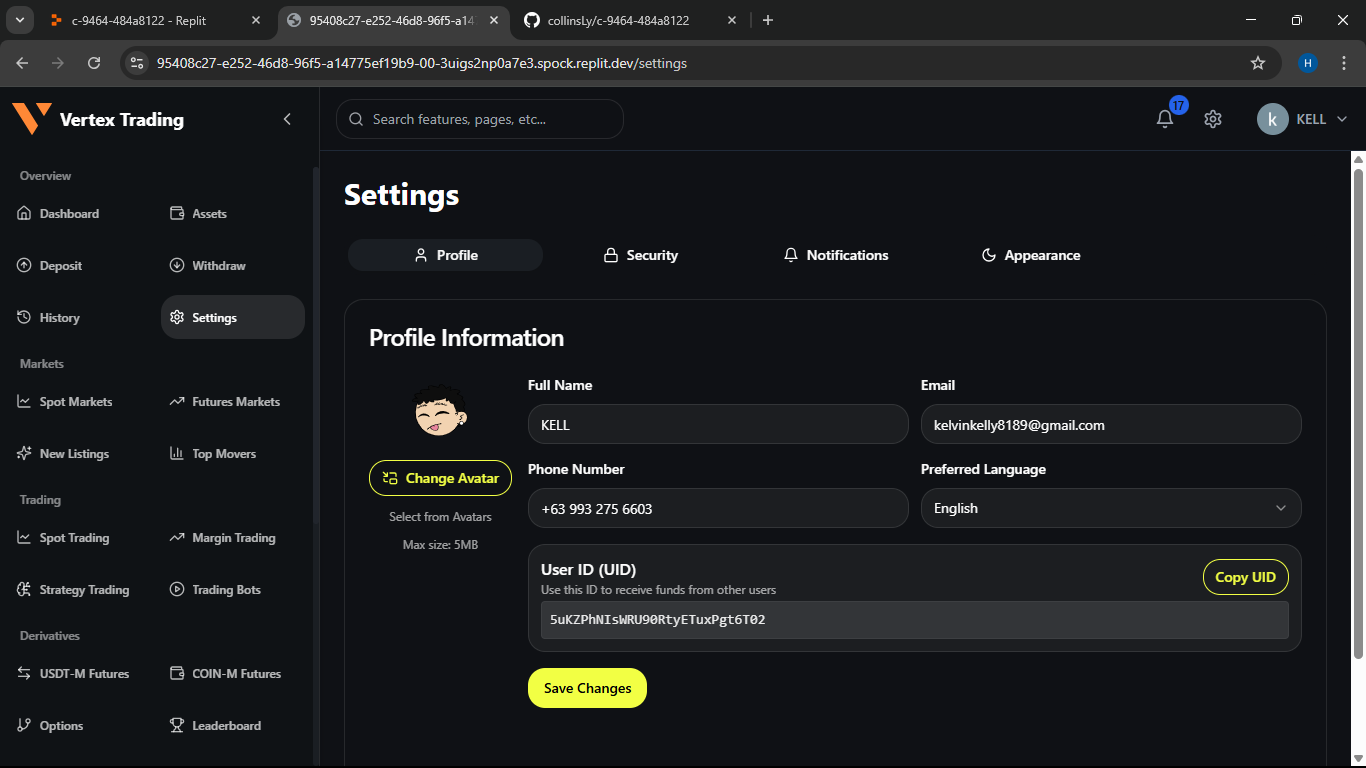 c-9464-484a8122 - Replit
95408c27-e252-46d8-96f5-a14
collinsLy/c-9464-484a8122
95408c27-e252-46d8-96f5-a14775ef19b9-00-3uigs2np0a7e3.spock.replit.dev/settings
H
Vertex Trading
Search features, pages, etc...
17
k
KELL
Overview
Dashboard
Assets
Deposit
Withdraw
History
Settings
Markets
Spot Markets
Futures Markets
New Listings
Top Movers
Trading
Spot Trading
Margin Trading
Strategy Trading
Trading Bots
Derivatives
USDT-M Futures
COIN-M Futures
Options
Leaderboard
Settings
Profile
Security
Notifications
Appearance
Profile Information
Change Avatar
Select from Avatars
Max size: 5MB
Full Name
KELL
Email
kelvinkelly8189@gmail.com
Phone Number
+63 993 275 6603
Preferred Language
English
User ID (UID)
Use this ID to receive funds from other users
Copy UID
5uKZPhNIsWRU90RtyETuxPgt6T02
Save Changes